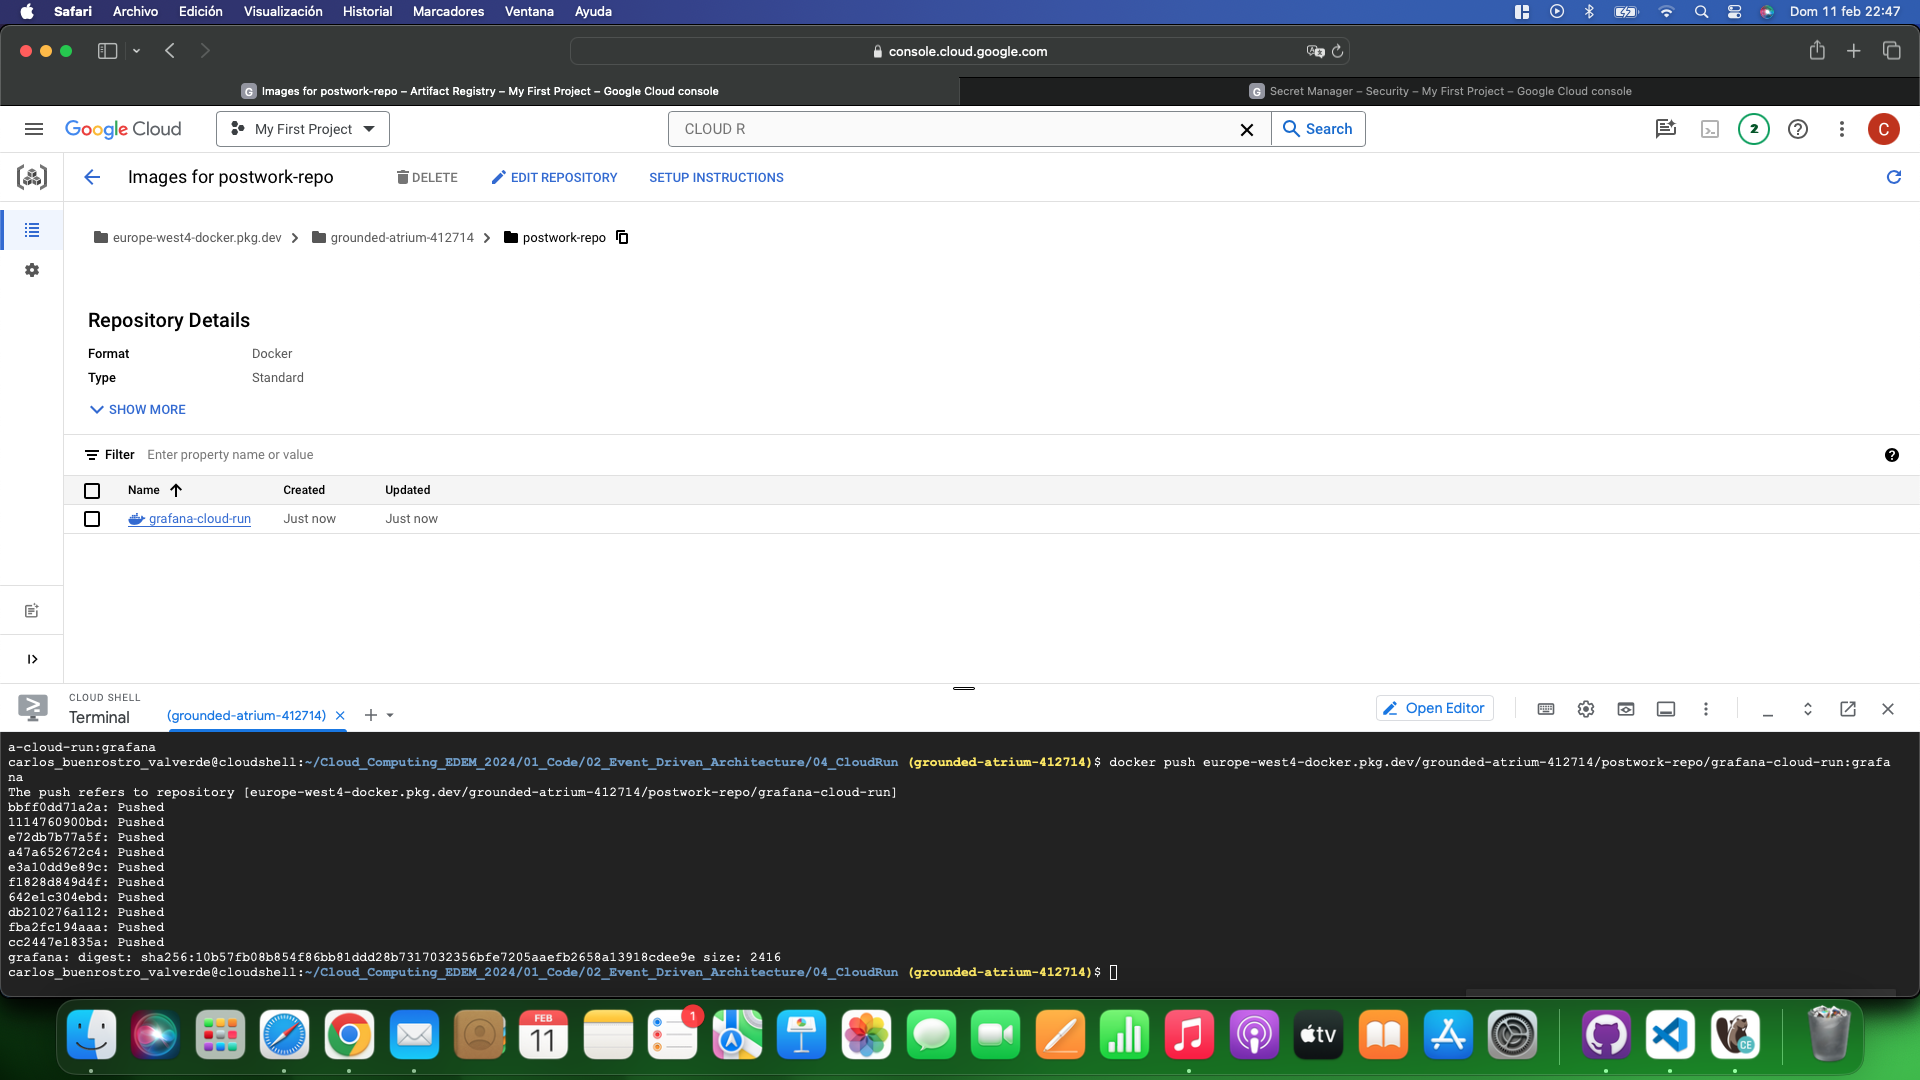 Safari Archivo Edición Visualización Historial Marcadores Ventana Ayuda Dom 11 feb 22:47
console.cloud.google.com
G Images for postwork-repo – Artifact Registry – My First Project – Google Cloud console G Secret Manager – Security – My First Project – Google Cloud console
Google Cloud My First Project CLOUD R Search 2 C
Images for postwork-repo DELETE EDIT REPOSITORY SETUP INSTRUCTIONS
europe-west4-docker.pkg.dev grounded-atrium-412714 postwork-repo
Repository Details
Format Docker
Type Standard
SHOW MORE
Filter Enter property name or value
Name Created Updated
grafana-cloud-run Just now Just now
CLOUD SHELL
Terminal (grounded-atrium-412714) Open Editor
a-cloud-run:grafana
carlos_buenrostro_valverde@cloudshell:~/Cloud_Computing_EDEM_2024/01_Code/02_Event_Driven_Architecture/04_CloudRun (grounded-atrium-412714)$ docker push europe-west4-docker.pkg.dev/grounded-atrium-412714/postwork-repo/grafana-cloud-run:grafa
na
The push refers to repository [europe-west4-docker.pkg.dev/grounded-atrium-412714/postwork-repo/grafana-cloud-run]
bbff0dd71a2a: Pushed
1114760900bd: Pushed
e72db7b77a5f: Pushed
a47a652672c4: Pushed
e3a10dd9e89c: Pushed
f1828d849d4f: Pushed
642e1c304ebd: Pushed
db210276a112: Pushed
fba2fc194aaa: Pushed
cc2447e1835a: Pushed
grafana: digest: sha256:10b57fb08b854f86bb81ddd28b7317032356bfe7205aaefb2658a13918cdee9e size: 2416
carlos_buenrostro_valverde@cloudshell:~/Cloud_Computing_EDEM_2024/01_Code/02_Event_Driven_Architecture/04_CloudRun (grounded-atrium-412714)$
FEB
11
1
tv
CE